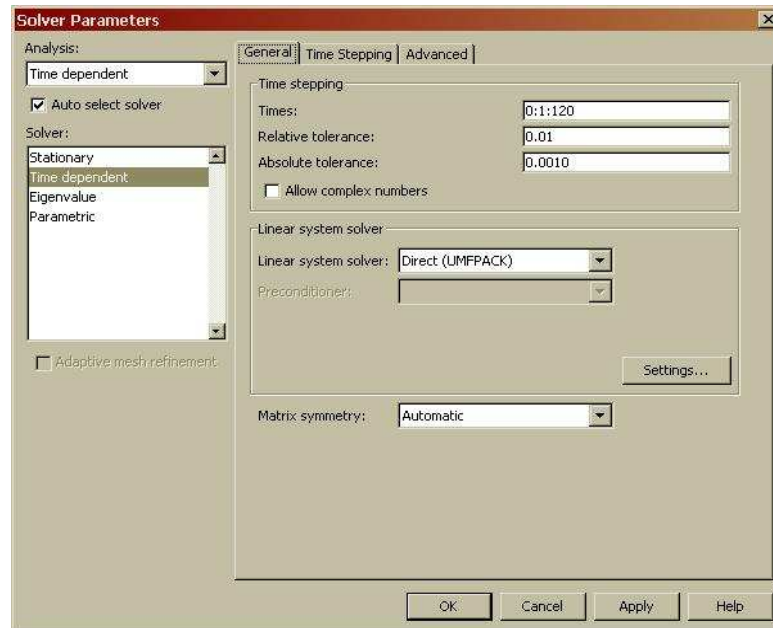 Solver Parameters
Analysis:
Time dependent
Auto select solver
Solver:
Stationary
Time dependent
Eigenvalue
Parametric
Adaptive mesh refinement
General Time Stepping Advanced
Time stepping
Times: 0:1:120
Relative tolerance: 0.01
Absolute tolerance: 0.0010
Allow complex numbers
Linear system solver
Linear system solver: Direct (UMFPACK)
Preconditioner:
Settings...
Matrix symmetry: Automatic
OK Cancel Apply Help